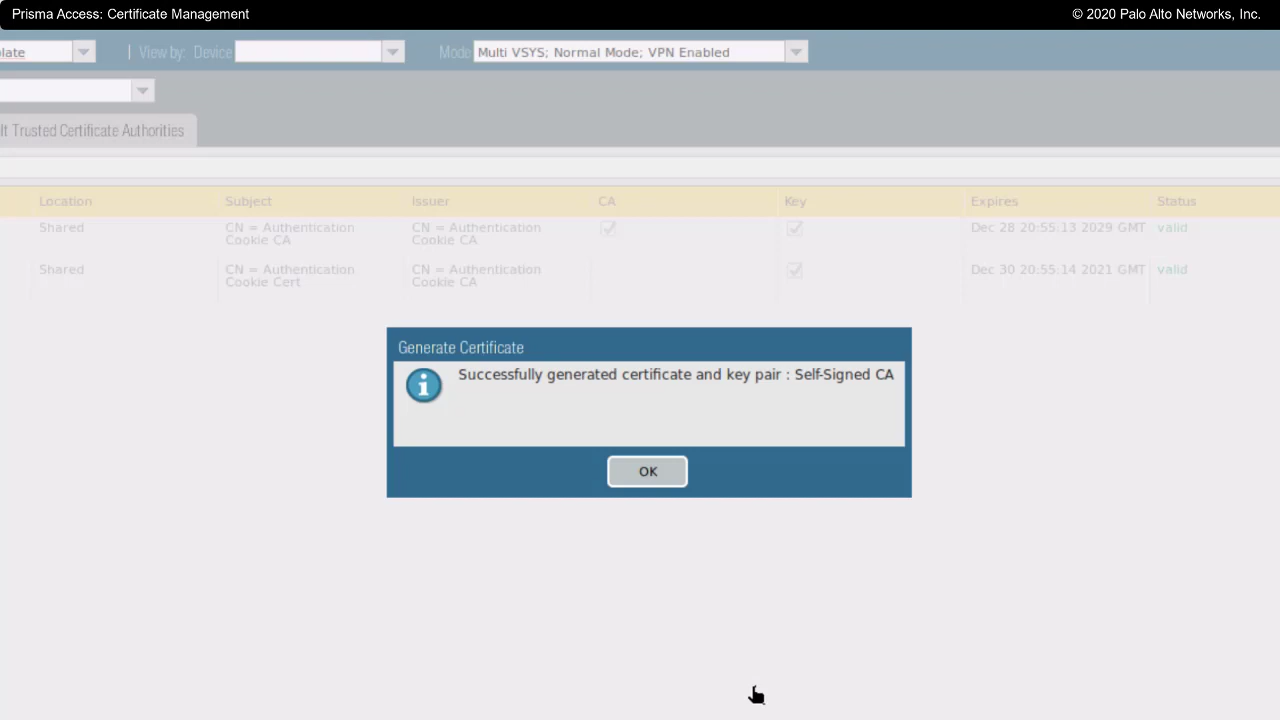 Prisma Access: Certificate Management
© 2020 Palo Alto Networks, Inc.
late
View by: Device
Mode Multi VSYS; Normal Mode; VPN Enabled
lt Trusted Certificate Authorities
Location Subject Issuer CA Key Expires Status
Shared CN = Authentication CN = Authentication Dec 28 20:55:13 2029 GMT valid
Cookie CA Cookie CA
Shared CN = Authentication CN = Authentication Dec 30 20:55:14 2021 GMT valid
Cookie Cert Cookie CA
Generate Certificate
Successfully generated certificate and key pair : Self-Signed CA
OK